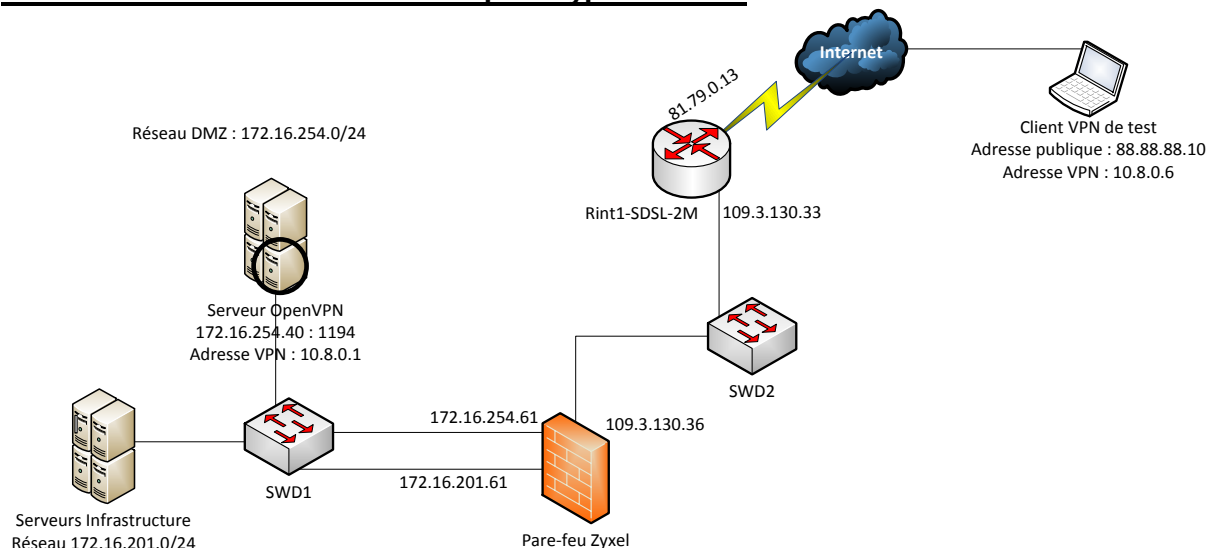 Internet
81.79.0.13
Réseau DMZ : 172.16.254.0/24
Client VPN de test
Adresse publique : 88.88.88.10
Adresse VPN : 10.8.0.6
Rint1-SDSL-2M
109.3.130.33
Serveur OpenVPN
172.16.254.40 : 1194
Adresse VPN : 10.8.0.1
SWD2
172.16.254.61
109.3.130.36
172.16.201.61
SWD1
Serveurs Infrastructure
Réseau 172.16.201.0/24
Pare-feu Zyxel